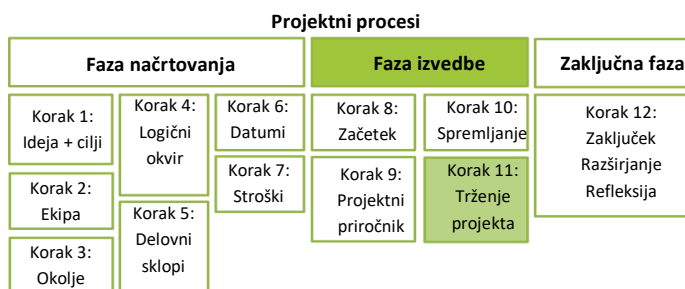 Projektni procesi
Faza načrtovanja
Faza izvedbe
Zaključna faza
Korak 1:
Ideja + cilji
Korak 2:
Ekipa
Korak 3:
Okolje
Korak 4:
Logični
okvir
Korak 5:
Delovni
sklopi
Korak 6:
Datumi
Korak 7:
Stroški
Korak 8:
Začetek
Korak 9:
Projektni
priročnik
Korak 10:
Spremljanje
Korak 11:
Trženje
projekta
Korak 12:
Zaključek
Razširjanje
Refleksija